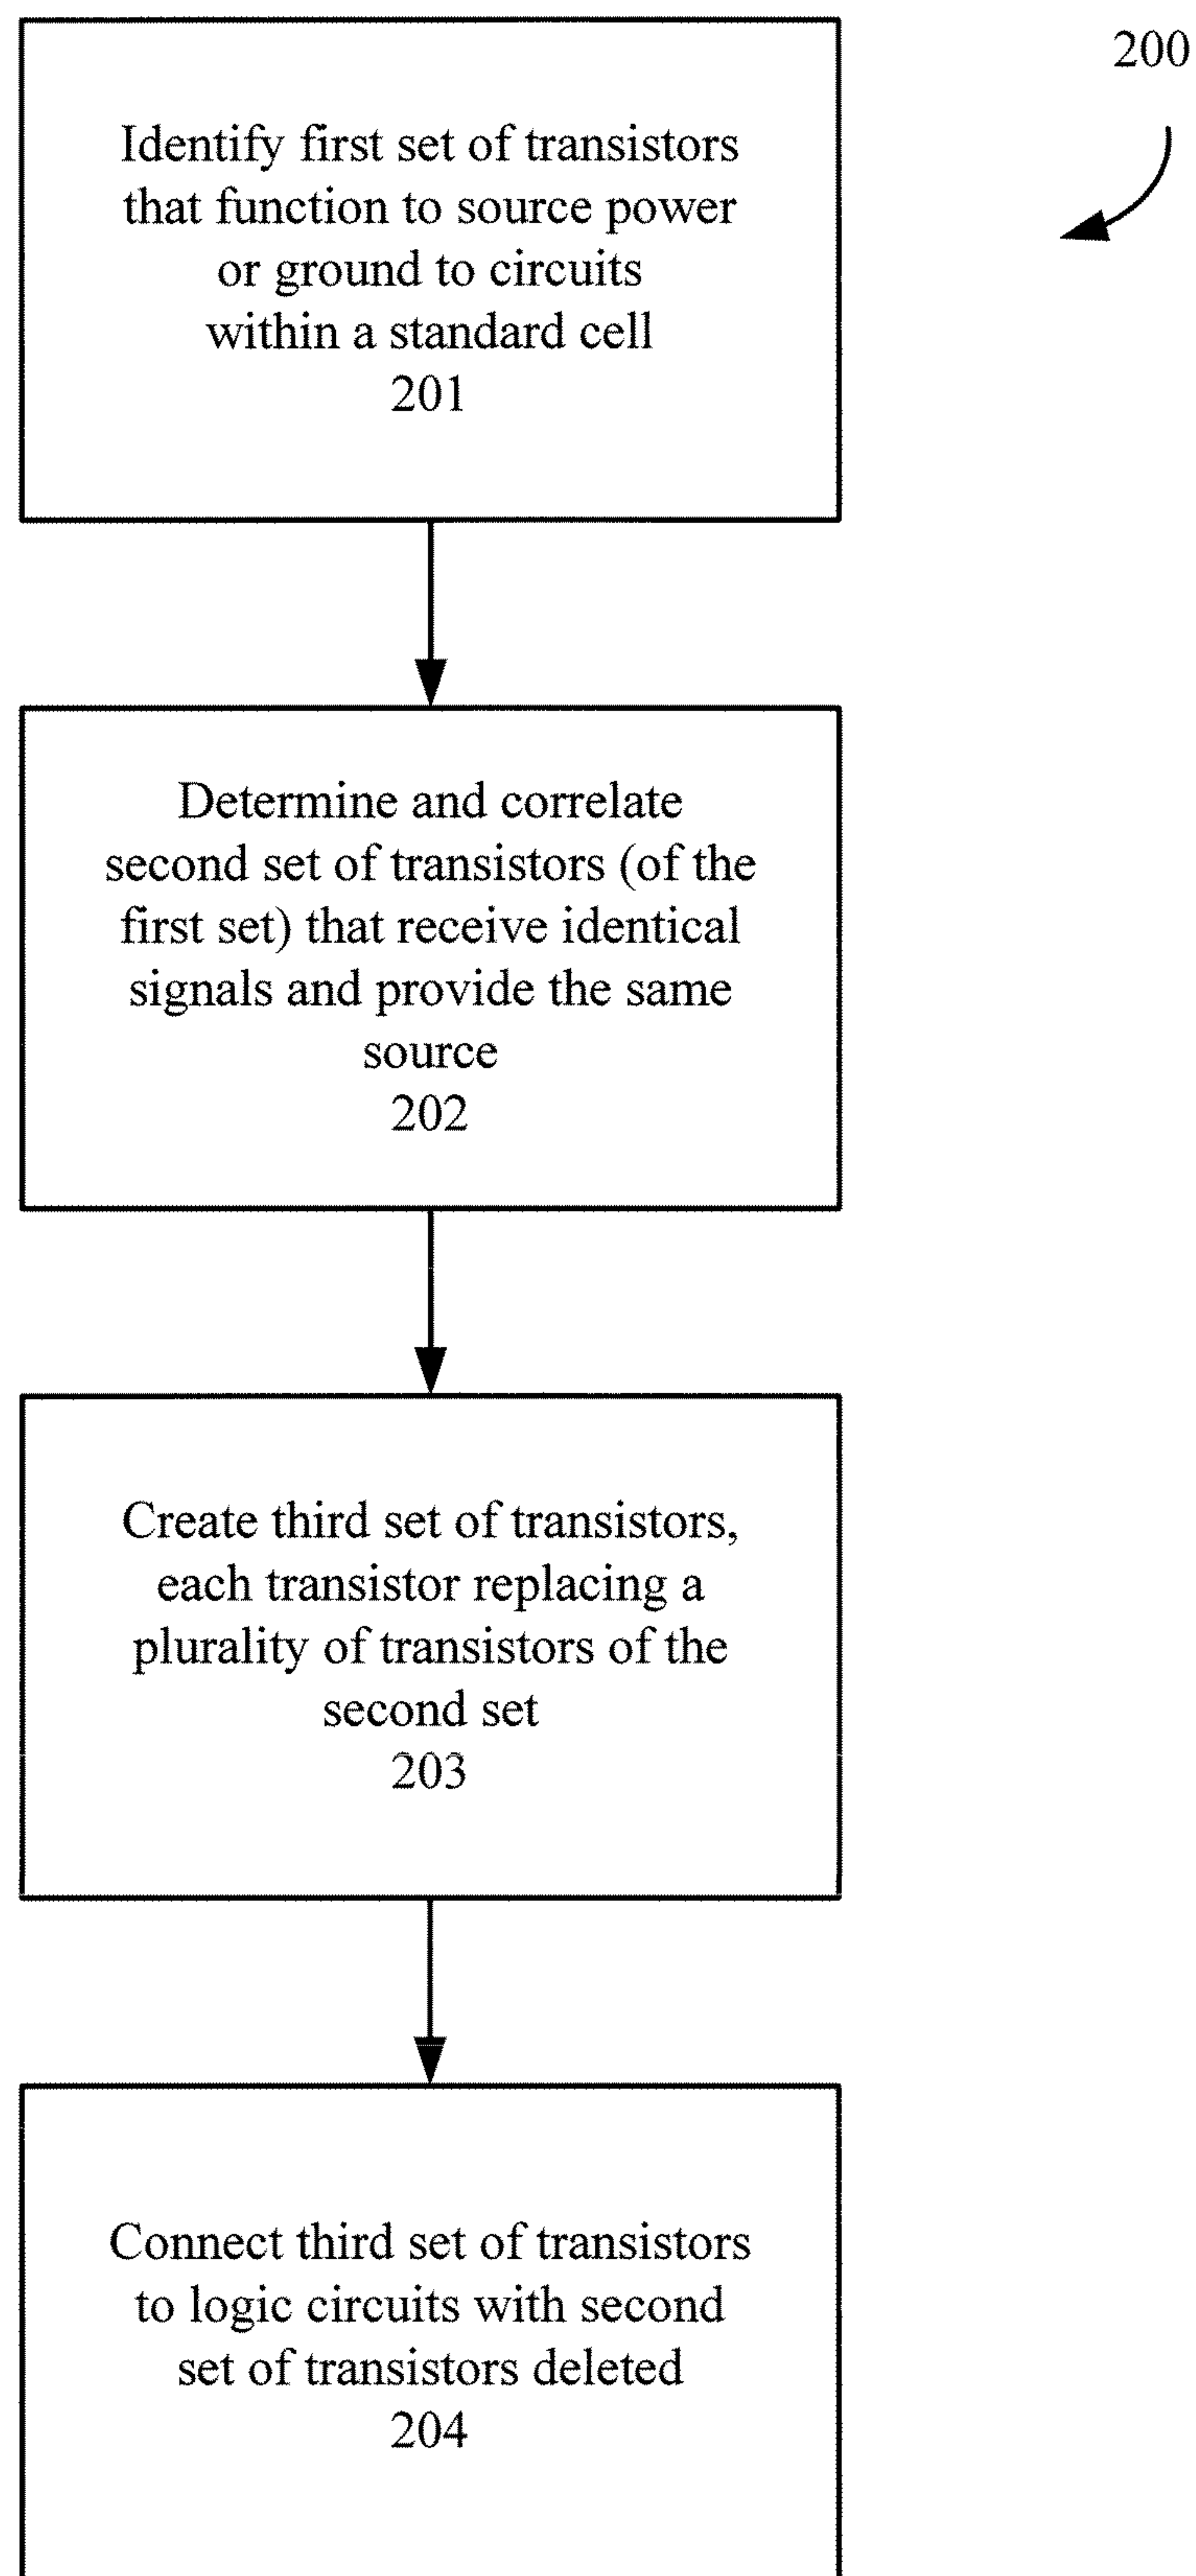 200
Identify first set of transistors
that function to source power
or ground to circuits
within a standard cell
201
Determine and correlate
second set of transistors (of the
first set) that receive identical
signals and provide the same
source
202
Create third set of transistors,
each transistor replacing a
plurality of transistors of the
second set
203
Connect third set of transistors
to logic circuits with second
set of transistors deleted
204